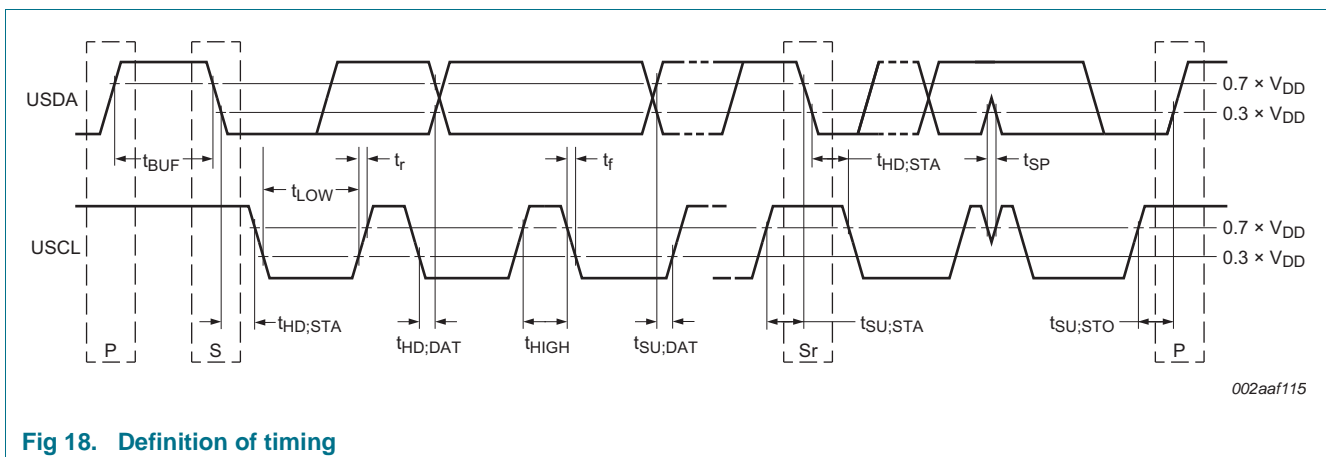 USDA
0.7 × VDD
0.3 × VDD
tBUF
tLOW
tr
tf
tHD;STA
tSP
USCL
0.7 × VDD
0.3 × VDD
tHD;STA
tHD;DAT
tHIGH
tSU;DAT
tSU;STA
tSU;STO
P
S
Sr
P
002aaf115
Fig 18. Definition of timing